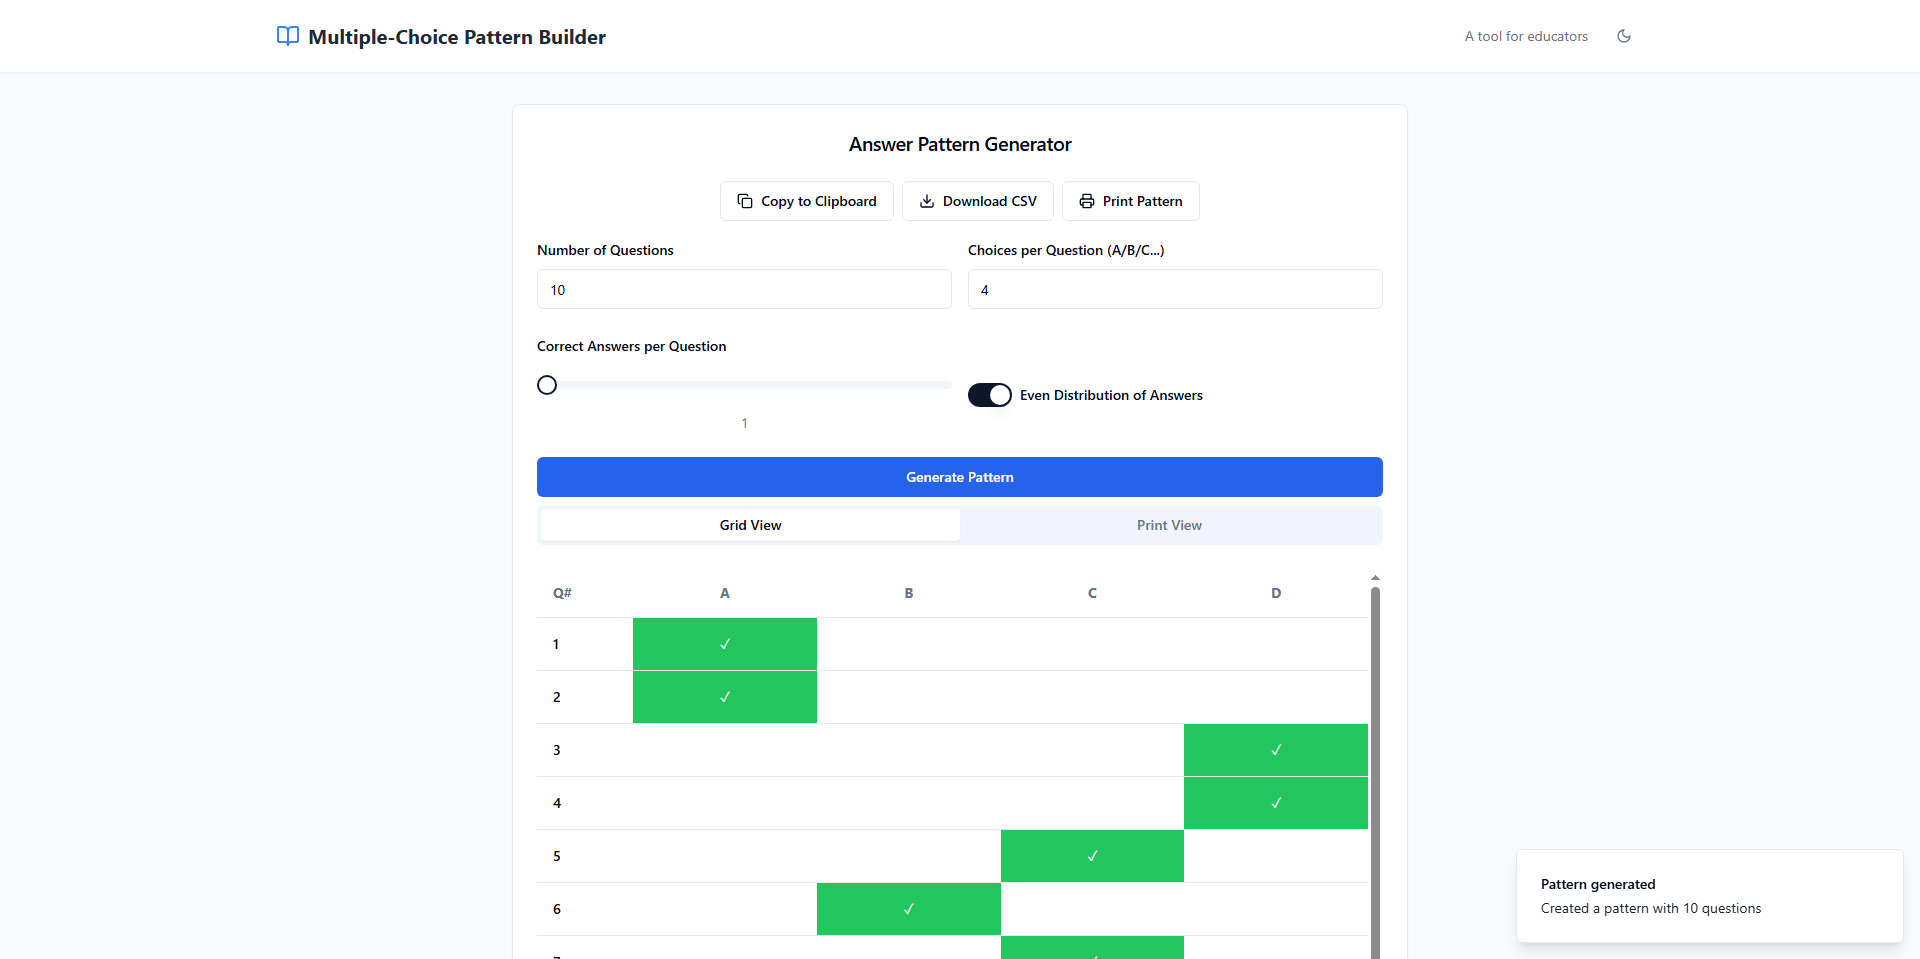 Multiple-Choice Pattern Builder
A tool for educators
Answer Pattern Generator
Copy to Clipboard Download CSV Print Pattern
Number of Questions Choices per Question (A/B/C...)
10 4
Correct Answers per Question
Even Distribution of Answers
1
Generate Pattern
Grid View Print View
Q# A B C D
1 ✓
2 ✓
3 ✓
4 ✓
5 ✓
6 ✓
Pattern generated
Created a pattern with 10 questions